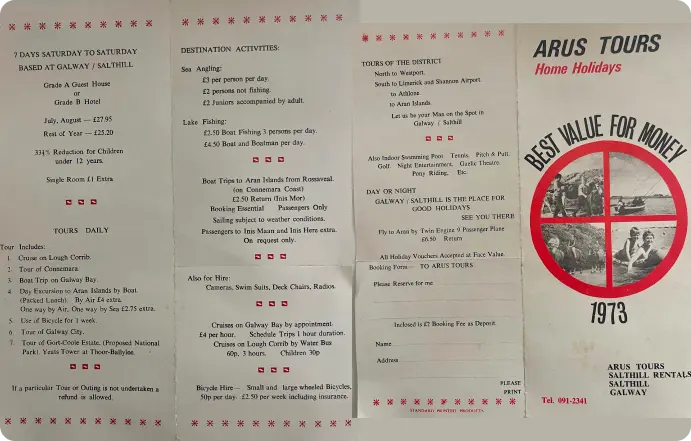 7 DAYS SATURDAY TO SATURDAY
BASED AT GALWAY / SALTHILL
Grade A Guest House
or
Grade B Hotel
July, August — £27.95
Rest of Year — £25.20
33⅓% Reduction for Children
under 12 years.
Single Room £1 Extra
TOURS DAILY
Tour Includes:
1. Cruise on Lough Corrib.
2. Tour of Connemara.
3. Boat Trip on Galway Bay.
4. Day Excursion to Aran Islands by Boat.
(Packed Lunch). By Air £4 extra.
One way by Air, One way by Sea £2.75 extra.
5. Use of Bicycle for 1 week.
6. Tour of Galway City.
7. Tour of Gort-Coole Estate, (Proposed National
Park). Yeats Tower at Thoor-Ballylee.
If a particular Tour or Outing is not undertaken a
refund is allowed.
DESTINATION ACTIVITIES:
Sea Angling:
£3 per person per day.
£2 persons not fishing.
£2 Juniors accompanied by adult.
Lake Fishing:
£2.50 Boat Fishing 3 persons per day.
£4.50 Boat and Boatman per day.
Boat Trips to Aran Islands from Rossaveal.
(on Connemara Coast)
£2.50 Return (Inis Mor)
Booking Essential Passengers Only
Sailing subject to weather conditions.
Passengers to Inis Maan and Inis Here extra.
On request only.
Also for Hire:
Cameras, Swim Suits, Deck Chairs, Radios.
Cruises on Galway Bay by appointment.
£4 per hour. Schedule Trips 1 hour duration.
Cruises on Lough Corrib by Water Bus
60p. 3 hours. Children 30p
Bicycle Hire— Small and large wheeled Bicycles,
50p per day. £2.50 per week including insurance.
TOURS OF THE DISTRICT
North to Westport.
South to Limerick and Shannon Airport
to Athlone
to Aran Islands.
Let us be your Man on the Spot in
Galway / Salthill
Also Indoor Swimming Pool Tennis. Pitch & Putt.
Golf. Night Entertainment. Gaelic Theatre.
Pony Riding, Etc.
DAY OR NIGHT
GALWAY / SALTHILL IS THE PLACE FOR
GOOD HOLIDAYS
SEE YOU THERE
Fly to Aran by Twin Engine 9 Passenger Plane
£6.50 Return
All Holiday Vouchers Accepted at Face Value.
Booking Form— TO ARUS TOURS
Please Reserve for me:
Inclosed is £2 Booking Fee as Deposit.
Name
Address
PLEASE
PRINT
STANDARD PRINTERS PRODUCTS
ARUS TOURS
Home Holidays
BEST VALUE FOR MONEY
1973
ARUS TOURS
SALTHILL RENTALS
SALTHILL
GALWAY
Tel. 091-2341